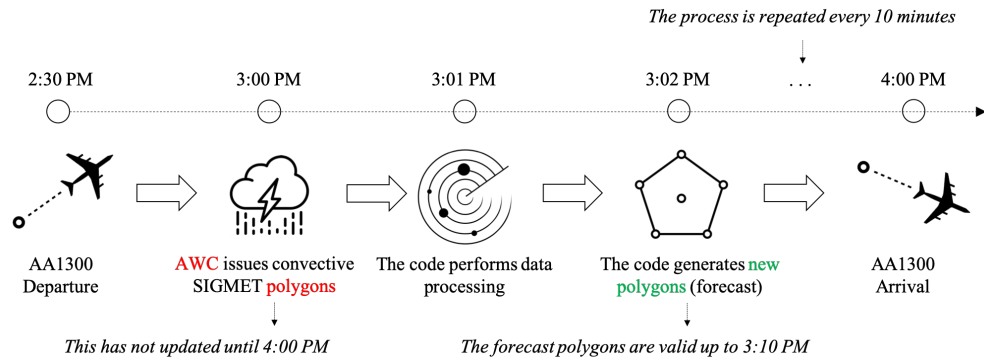 The process is repeated every 10 minutes
2:30 PM
3:00 PM
3:01 PM
3:02 PM
...
4:00 PM
AA1300
Departure
AWC issues convective
SIGMET polygons
The code performs data
processing
The code generates new
polygons (forecast)
AA1300
Arrival
This has not updated until 4:00 PM
The forecast polygons are valid up to 3:10 PM